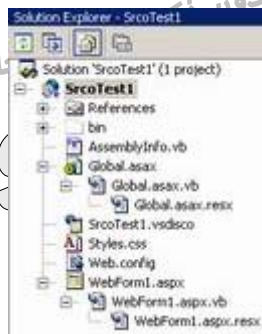 Solution Explorer - SrcoTest1
Solution 'SrcoTest1' (1 project)
SrcoTest1
References
bin
AssemblyInfo.vb
Global.asax
Global.asax.vb
Global.asax.resx
SrcoTest1.vsdisco
Styles.css
Web.config
WebForm1.aspx
WebForm1.aspx.vb
WebForm1.aspx.resx